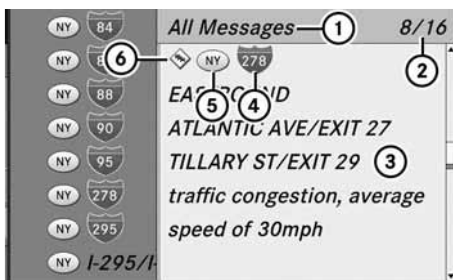 NY 84 All Messages 1 8/16
6 NY 278 2
NY 88 5 4
NY 90 ATLANTIC AVE/EXIT 27
NY 95 TILLARY ST/EXIT 29 3
NY 278 traffic congestion, average
NY 295 speed of 30mph
NY I-295/I-